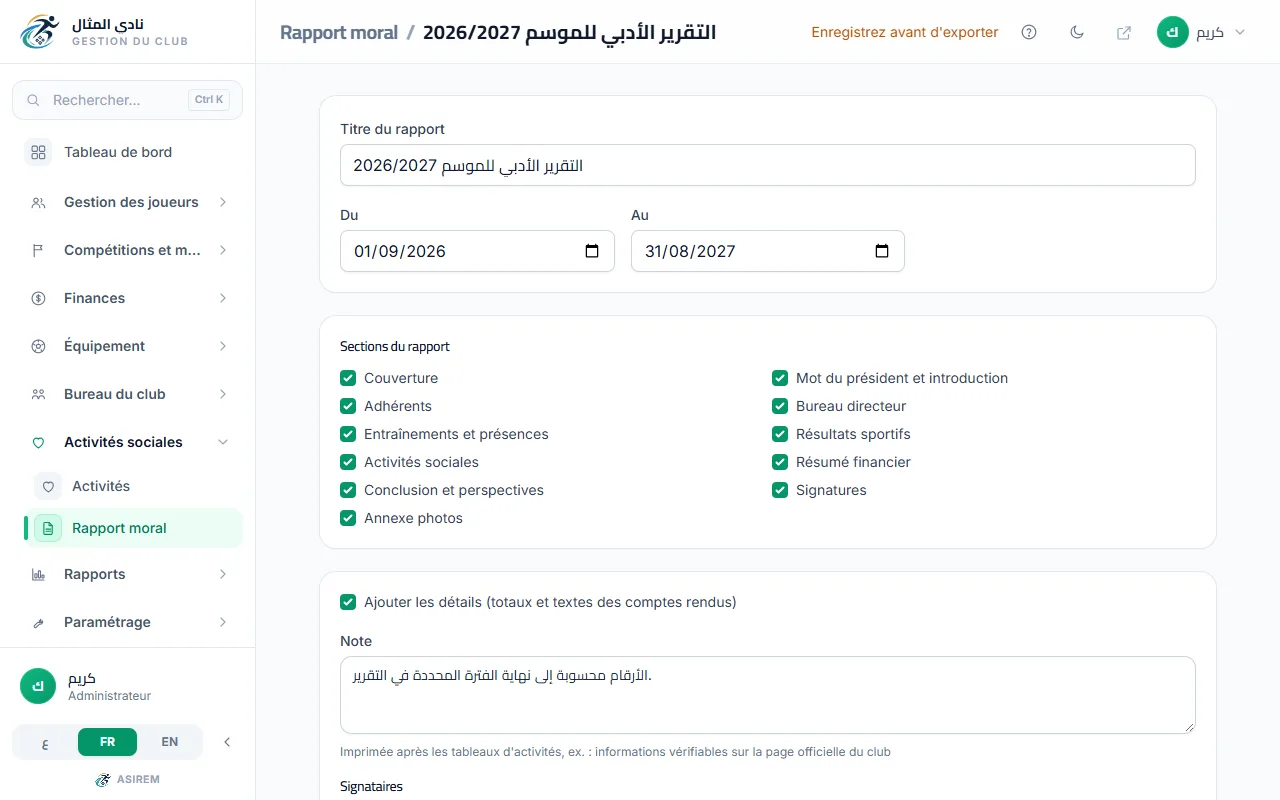 نادي المثال
GESTION DU CLUB
Rechercher...
Ctrl K
Tableau de bord
Gestion des joueurs
Compétitions et m...
Finances
Équipement
Bureau du club
Activités sociales
Activités
Rapport moral
Rapports
Paramétrage
ك
كريم
Administrateur
ع
FR
EN
ASIREM
Rapport moral / التقرير الأدبي للموسم 2026/2027
Enregistrez avant d'exporter
ك
كريم
Titre du rapport
التقرير الأدبي للموسم 2026/2027
Du
Au
01/09/2026
31/08/2027
Sections du rapport
Couverture
Mot du président et introduction
Adhérents
Bureau directeur
Entraînements et présences
Résultats sportifs
Activités sociales
Résumé financier
Conclusion et perspectives
Signatures
Annexe photos
Ajouter les détails (totaux et textes des comptes rendus)
Note
الأرقام محسوبة إلى نهاية الفترة المحددة في التقرير.
Imprimée après les tableaux d'activités, ex. : informations vérifiables sur la page officielle du club
Signataires